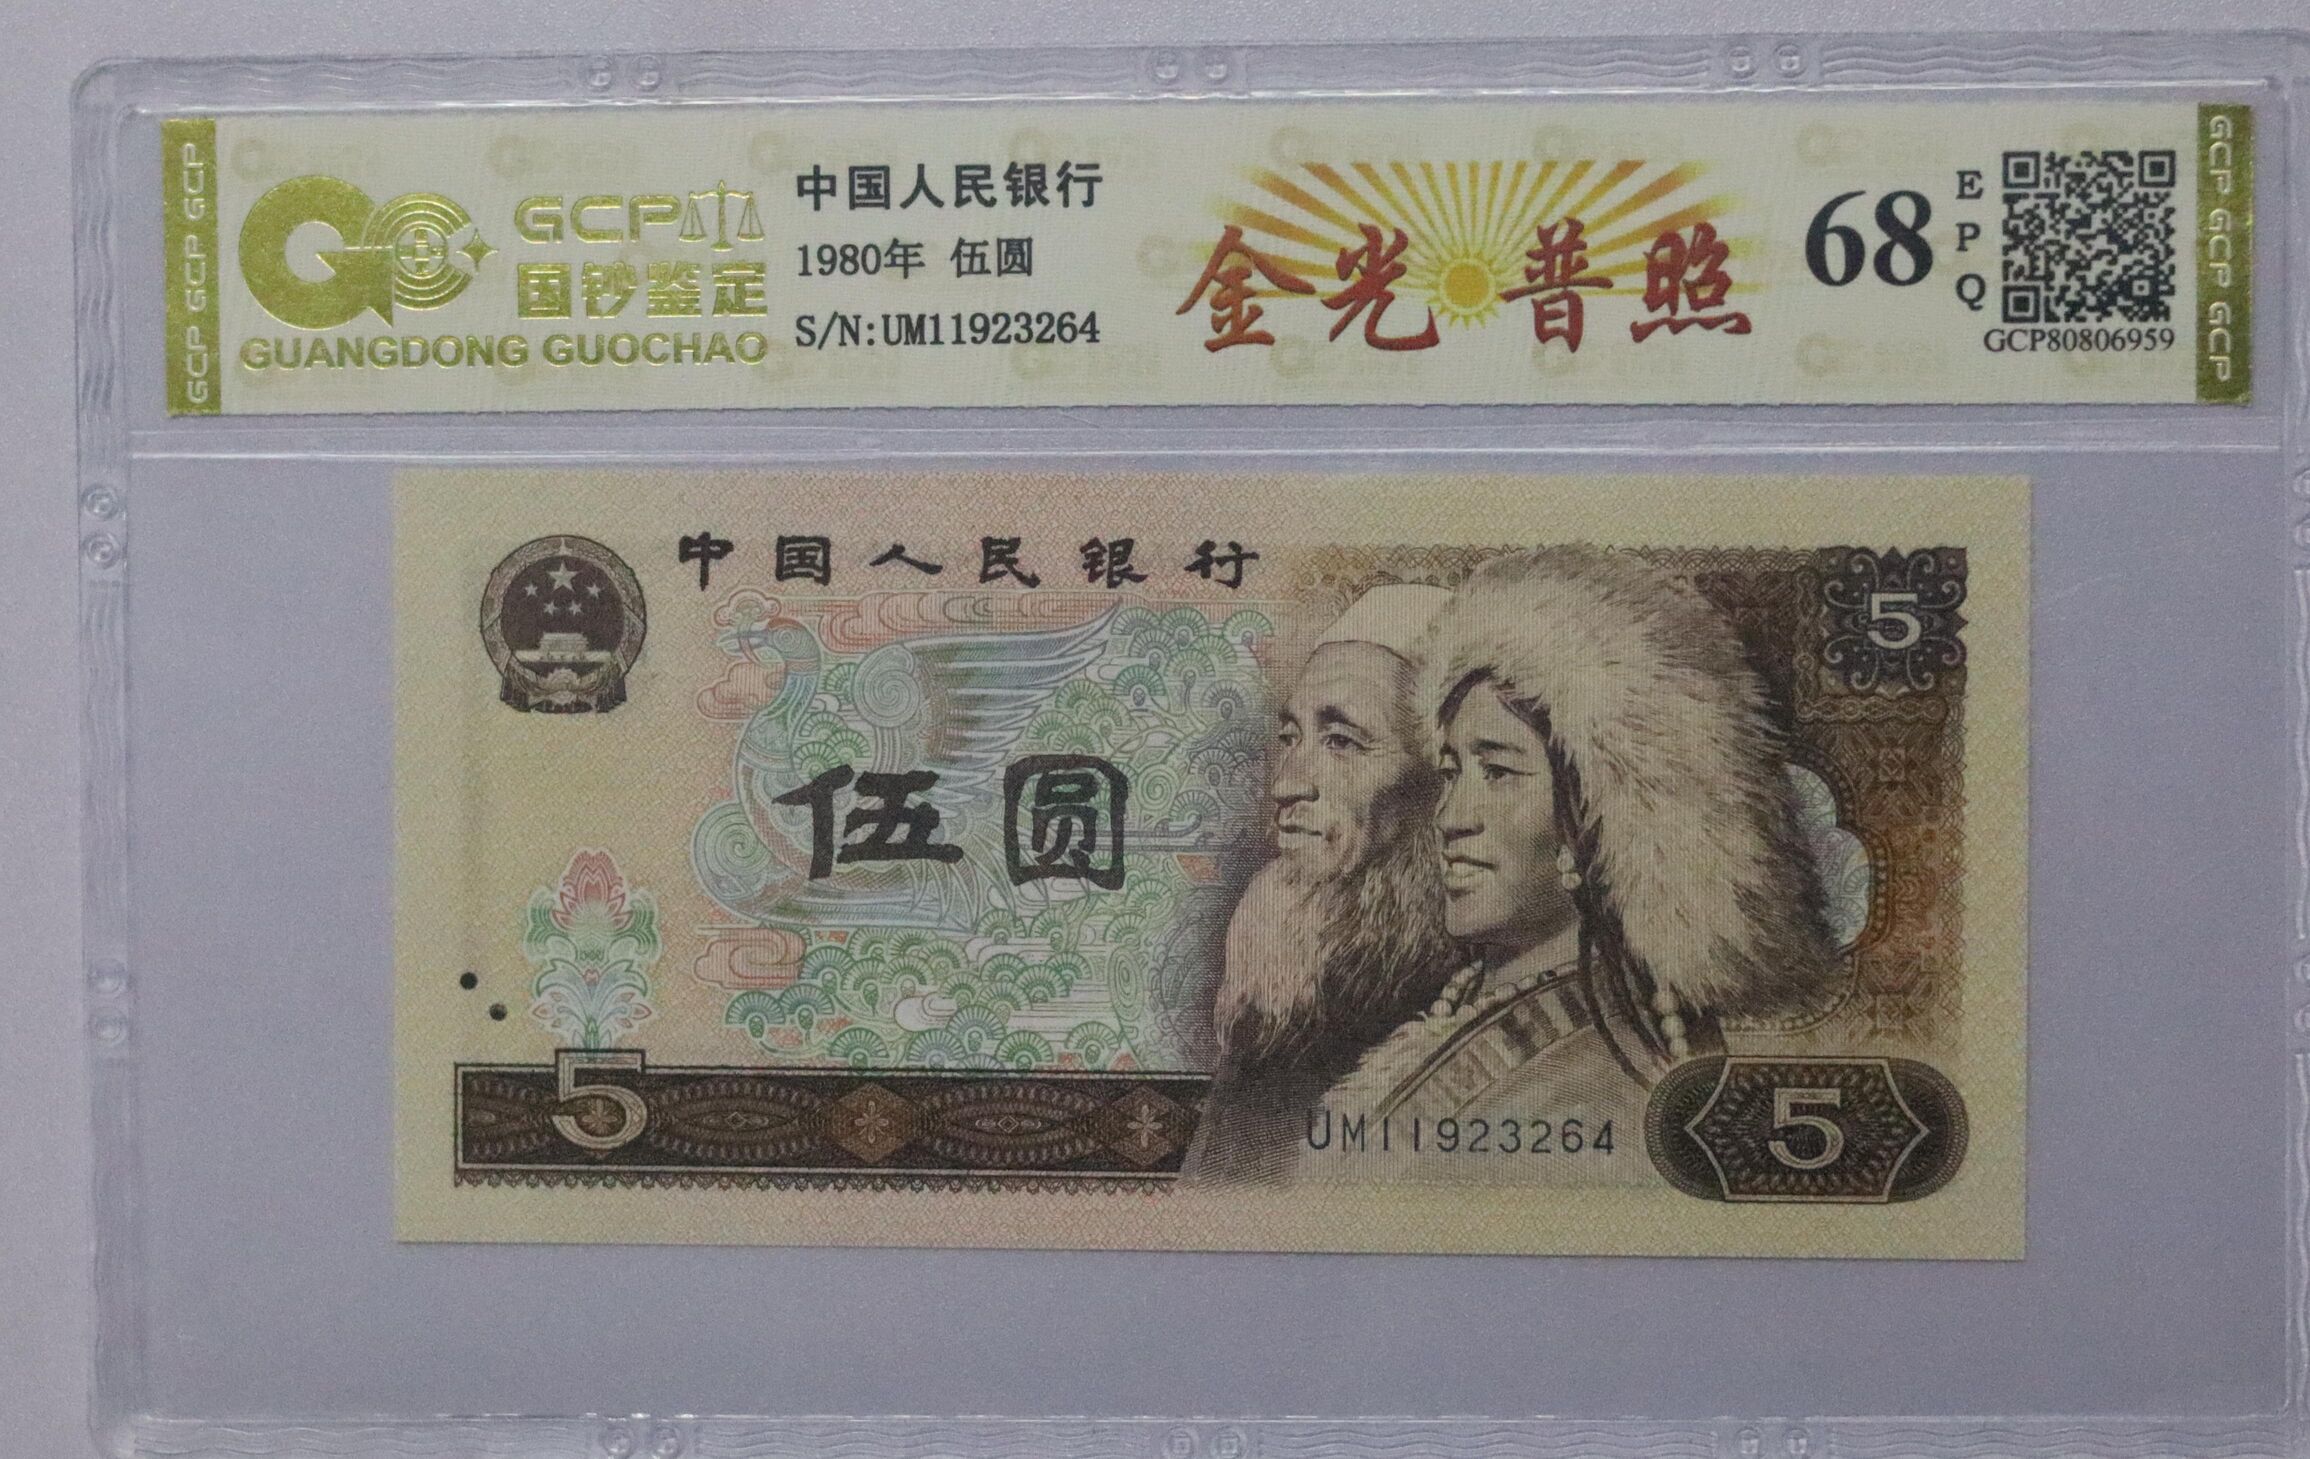 GCP GCP GCP
GCP
国钞鉴定
GUANGDONG GUOCHAO
中国人民银行
1980年 伍圆
S/N:UM11923264
金光普照
68
EPQ
GCP80806959
GCP GCP GCP
中国人民银行
5
伍圆
5
UM11923264
5